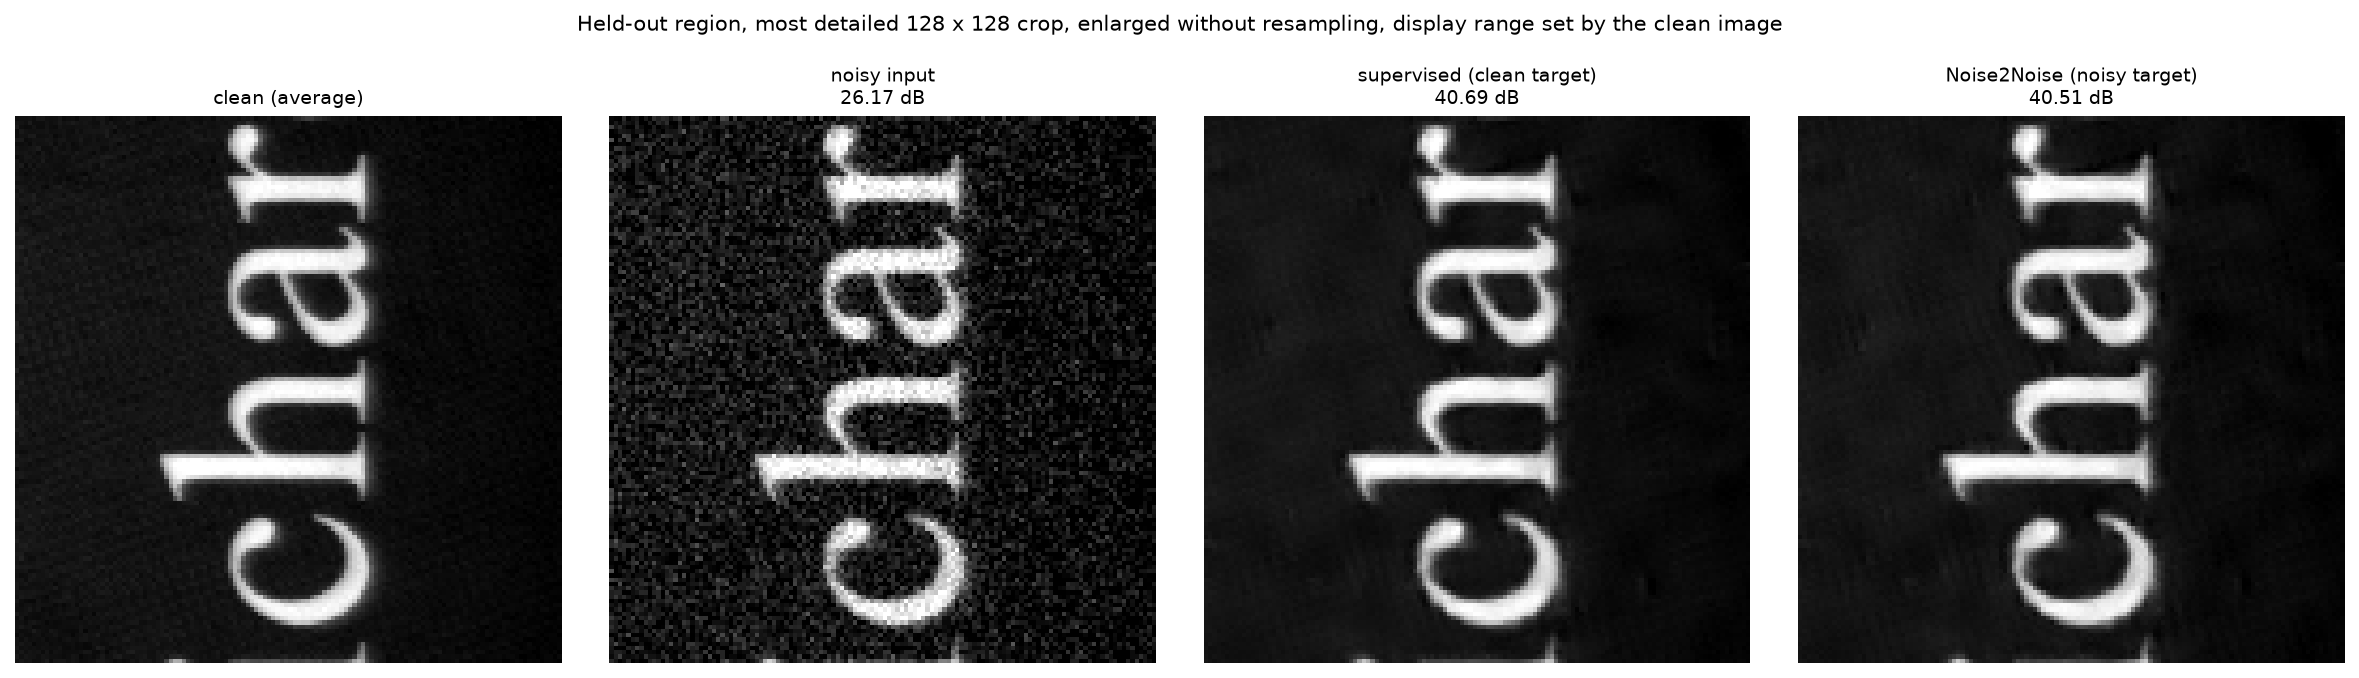 Held-out region, most detailed 128 x 128 crop, enlarged without resampling, display range set by the clean image
clean (average)
char
noisy input
26.17 dB
char
supervised (clean target)
40.69 dB
char
Noise2Noise (noisy target)
40.51 dB
char